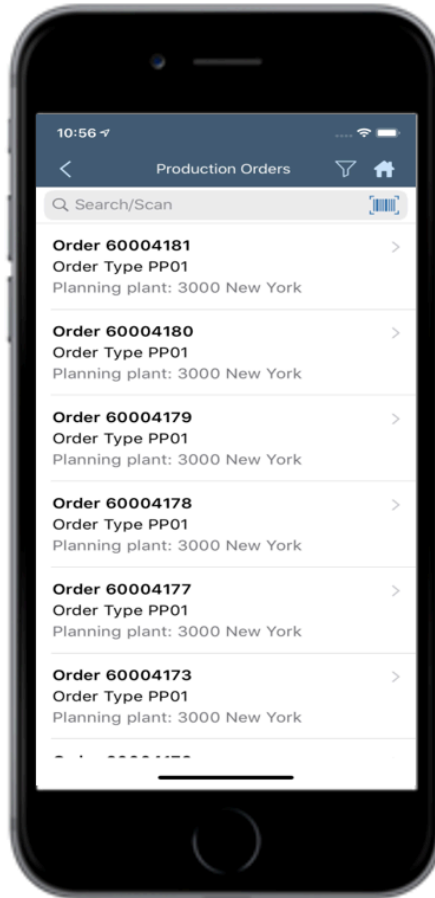 10:56
Production Orders
Search/Scan
Order 60004181
Order Type PP01
Planning plant: 3000 New York
Order 60004180
Order Type PP01
Planning plant: 3000 New York
Order 60004179
Order Type PP01
Planning plant: 3000 New York
Order 60004178
Order Type PP01
Planning plant: 3000 New York
Order 60004177
Order Type PP01
Planning plant: 3000 New York
Order 60004173
Order Type PP01
Planning plant: 3000 New York